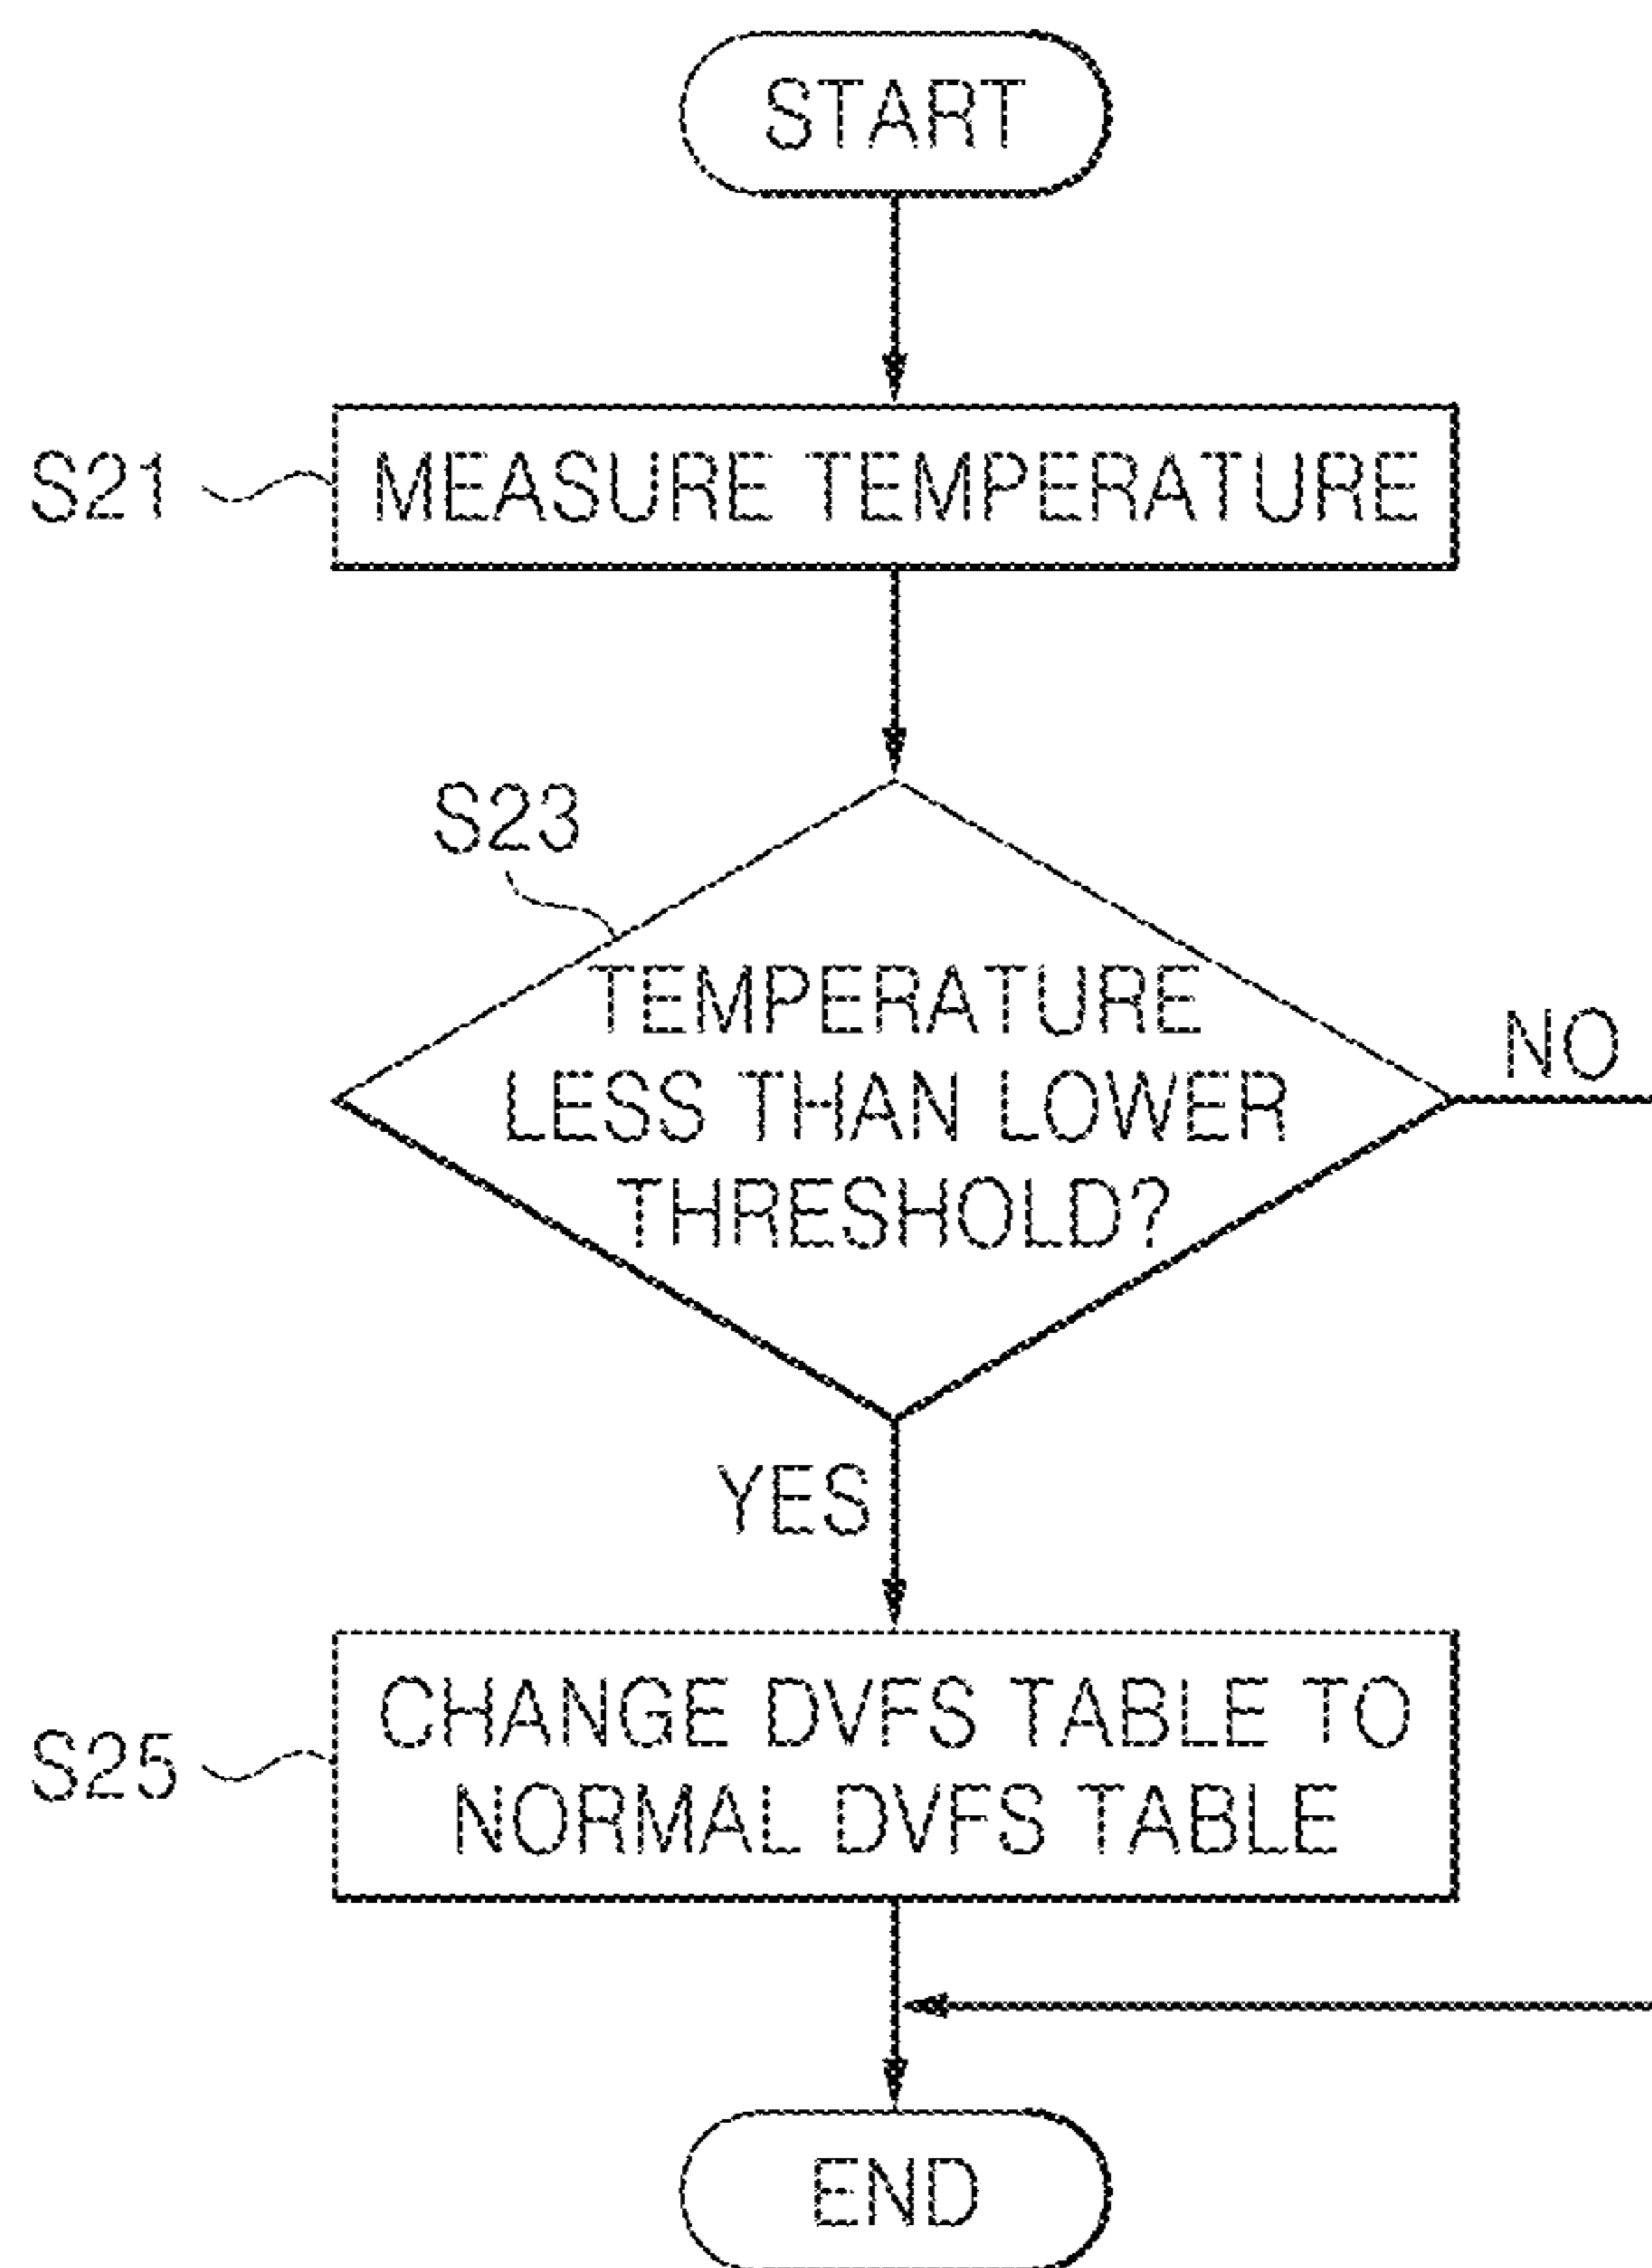 START
S21
MEASURE TEMPERATURE
S23
TEMPERATURE
LESS THAN LOWER
THRESHOLD?
NO
YES
S25
CHANGE DVFS TABLE TO
NORMAL DVFS TABLE
END